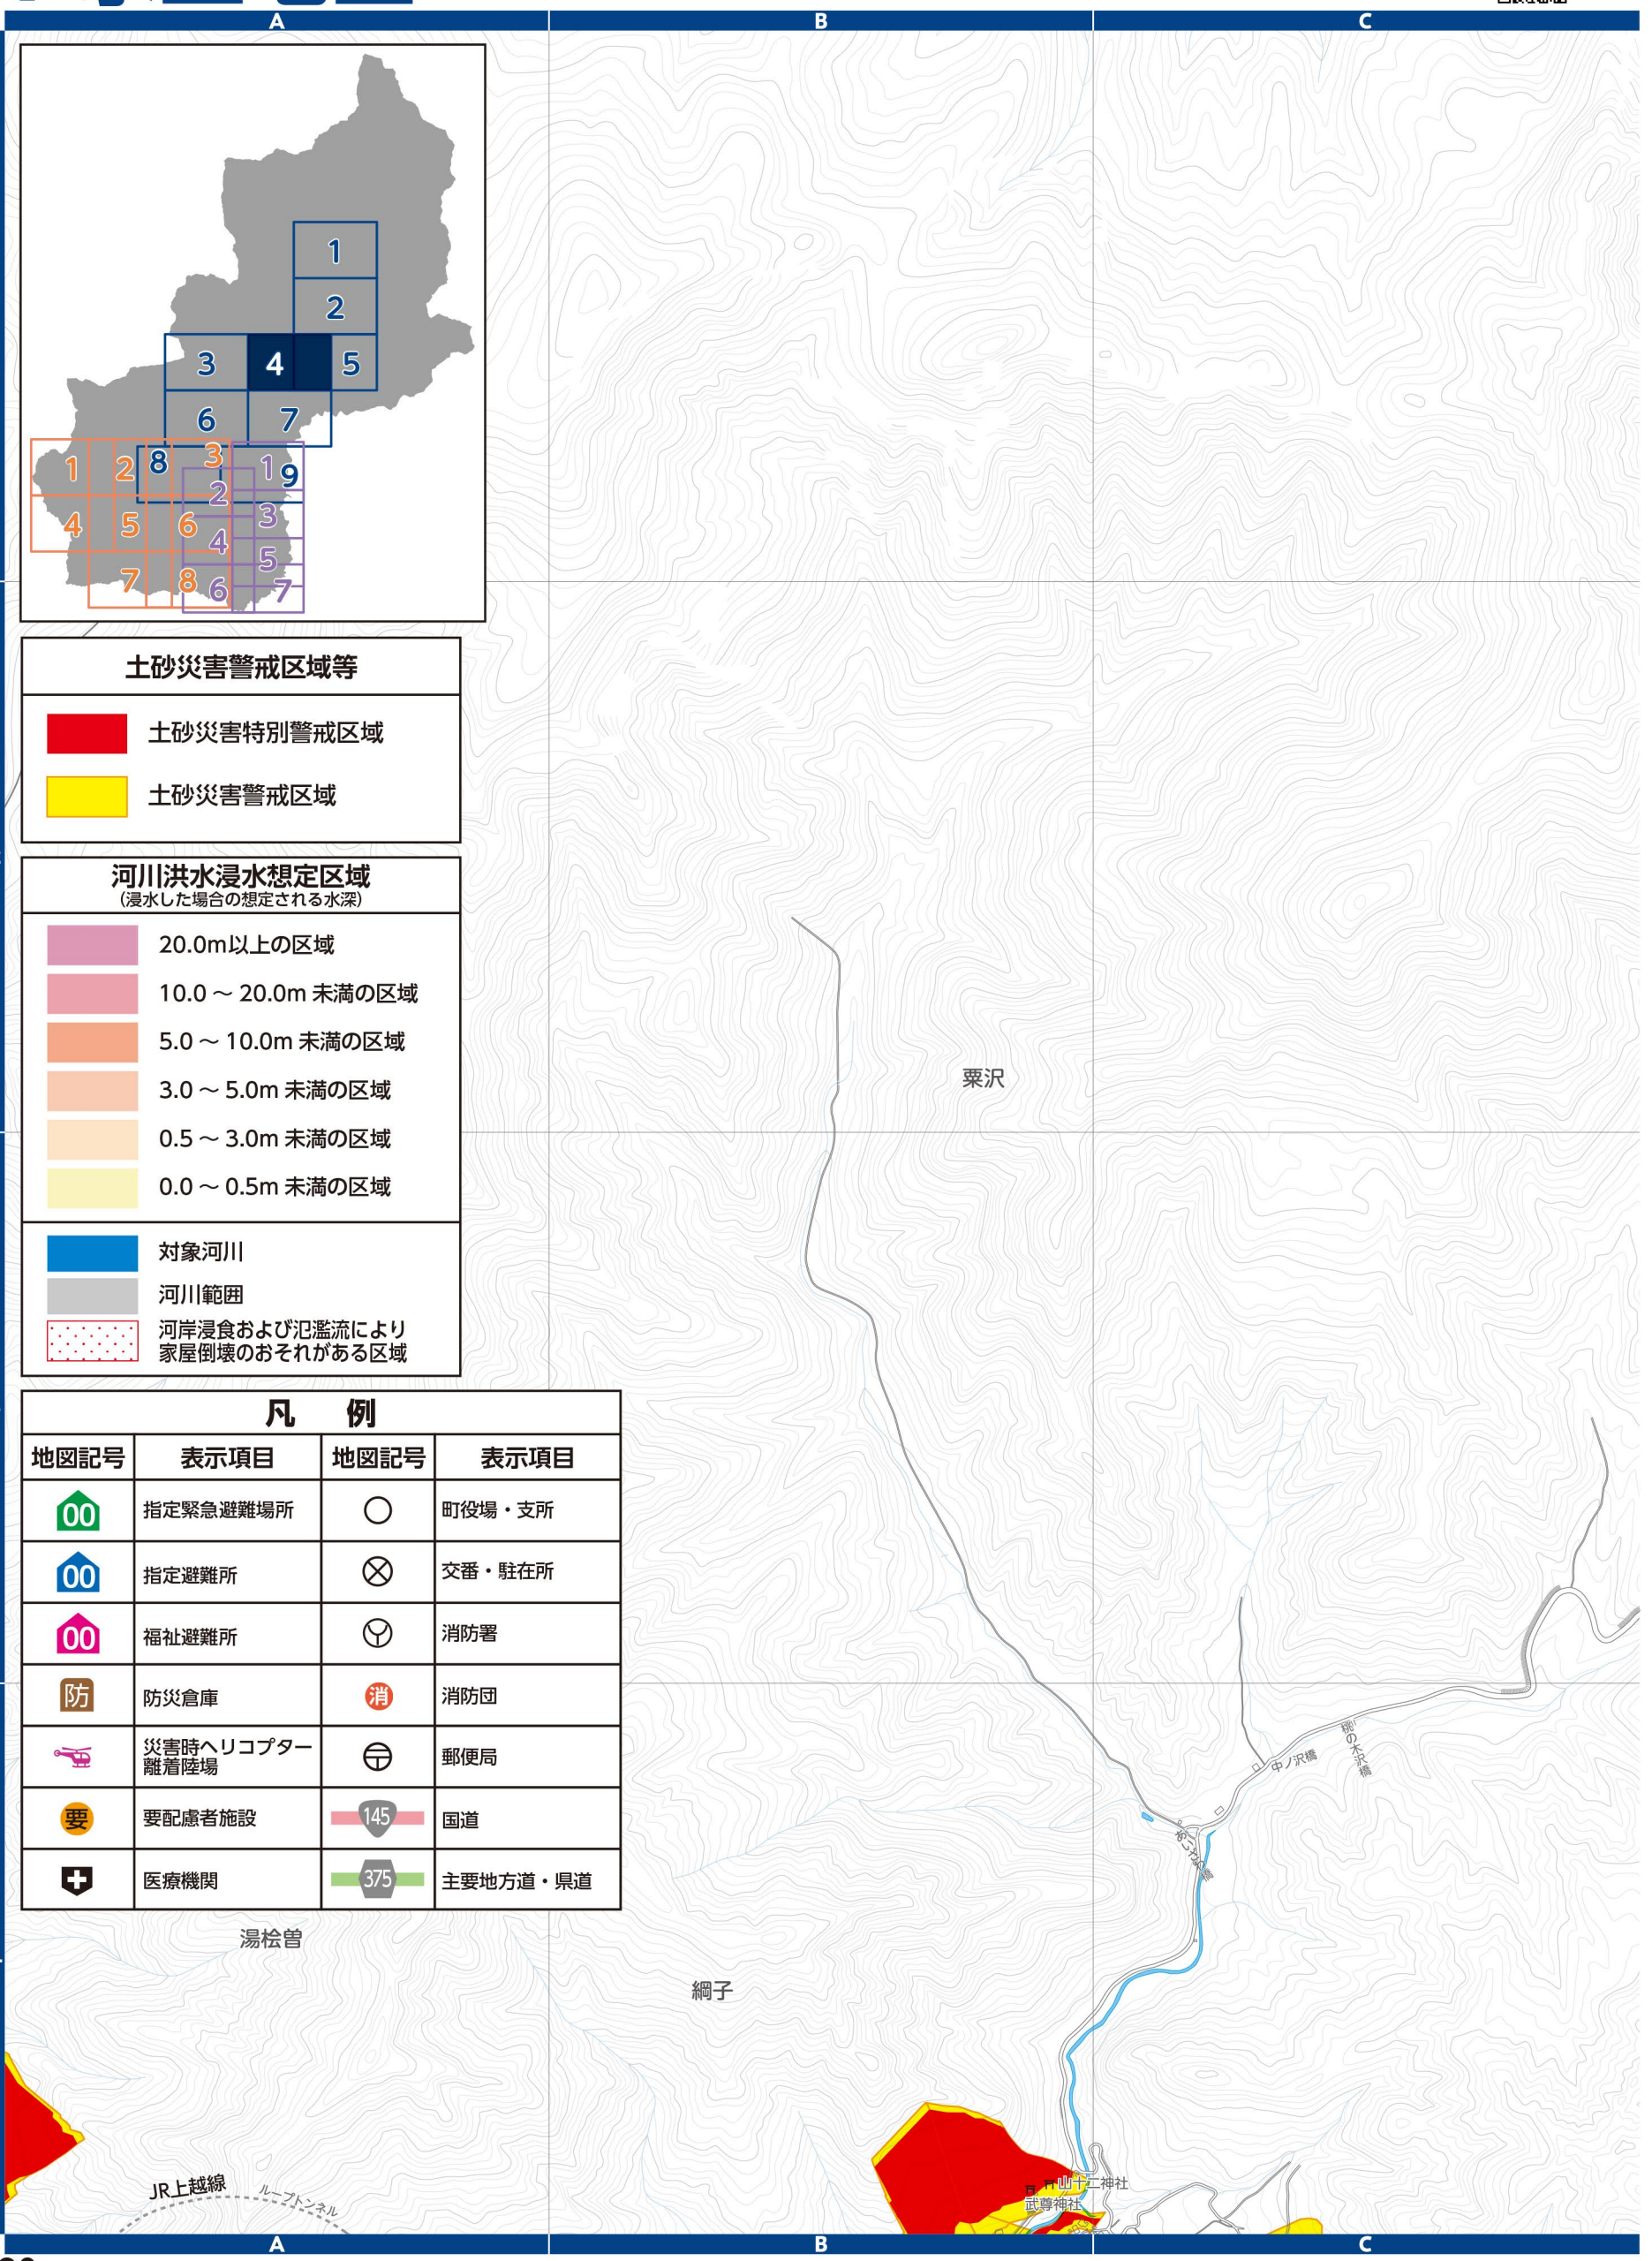 A
B
C
1
2
3
4
5
6
7
8
9
1
2
3
4
5
6
7
8
1
2
3
4
5
6
7
土砂災害警戒区域等
土砂災害特別警戒区域
土砂災害警戒区域
河川洪水浸水想定区域
(浸水した場合の想定される水深)
20.0m以上の区域
10.0 ～ 20.0m 未満の区域
5.0 ～ 10.0m 未満の区域
3.0 ～ 5.0m 未満の区域
0.5 ～ 3.0m 未満の区域
0.0 ～ 0.5m 未満の区域
対象河川
河川範囲
河岸浸食および氾濫流により
家屋倒壊のおそれがある区域
凡 例
地図記号 表示項目 地図記号 表示項目
00 指定緊急避難場所 町役場・支所
00 指定避難所 交番・駐在所
00 福祉避難所 消防署
防 防災倉庫 消 消防団
災害時ヘリコプター
離着陸場
郵便局
要 要配慮者施設 145 国道
医療機関 375 主要地方道・県道
粟沢
桃の木沢橋
中ノ沢橋
湯桧曽
綱子
JR上越線
ループトンネル
山十二神社
武尊神社
A
B
C